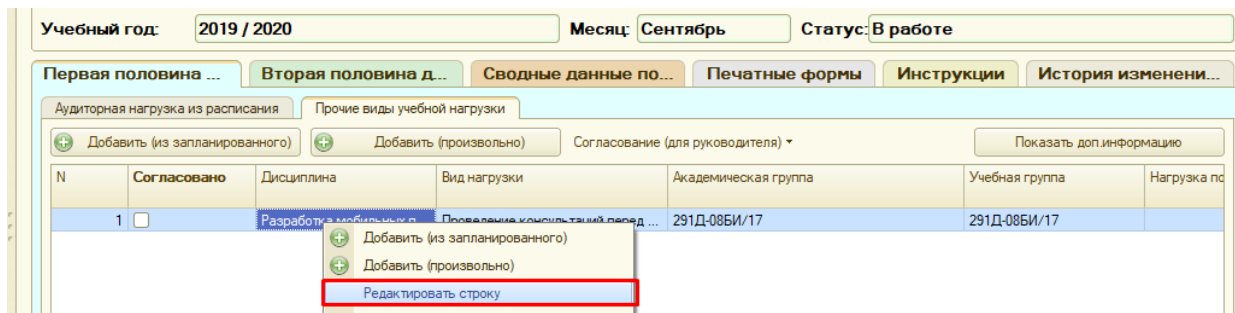 Учебный год: 2019 / 2020 Месяц: Сентябрь Статус: В работе
Первая половина ... Вторая половина д... Сводные данные по... Печатные формы Инструкции История изменени...
Аудиторная нагрузка из расписания Прочие виды учебной нагрузки
Добавить (из запланированного) Добавить (произвольно) Согласование (для руководителя) Показать доп.информацию
N Согласовано Дисциплина Вид нагрузки Академическая группа Учебная группа Нагрузка по
1 Разработка мобильных п... Проведение консультаций перед ... 291Д-08БИ/17 291Д-08БИ/17
Добавить (из запланированного)
Добавить (произвольно)
Редактировать строку